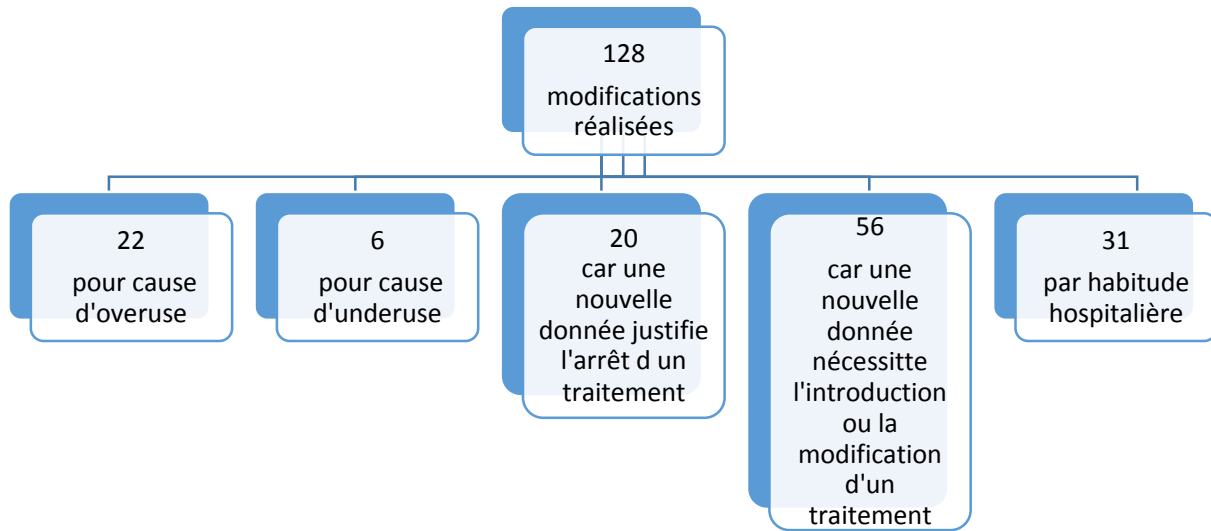 128
modifications
réalisées
22
pour cause
d'overuse
6
pour cause
d'underuse
20
car une
nouvelle
donnée justifie
l'arrêt d un
traitement
56
car une
nouvelle
donnée
nécessitte
l'introduction
ou la
modification
d'un
traitement
31
par habitude
hospitalière